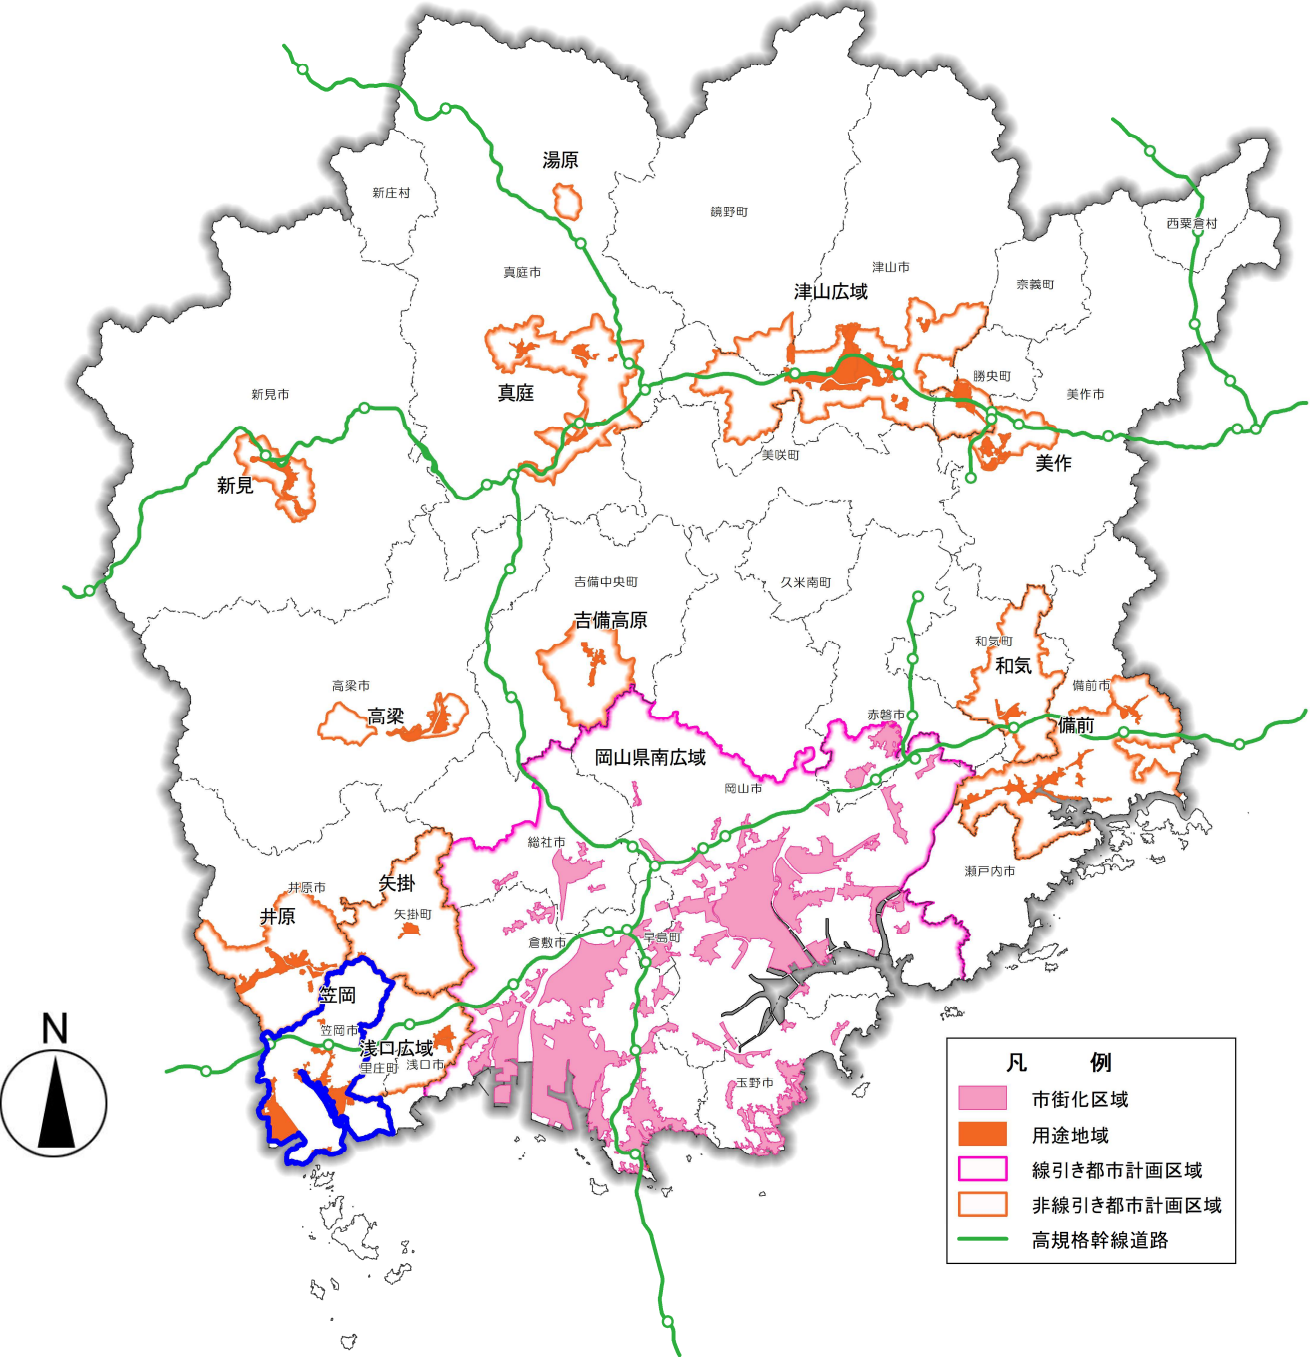 湯原
新庄村
鏡野町
西粟倉村
真庭市
津山市
奈義町
津山広域
勝央町
真庭
新見市
美作市
美咲町
美作
新見
吉備中央町
久米南町
吉備高原
和気町
和気
高梁市
備前市
高梁
赤磐市
備前
岡山県南広域
岡山市
総社市
瀬戸内市
矢掛
井原市
井原
矢掛町
倉敷市
早島町
笠岡
笠岡市
浅口広域
里庄町
浅口市
玉野市
N
凡 例
市街化区域
用途地域
線引き都市計画区域
非線引き都市計画区域
高規格幹線道路